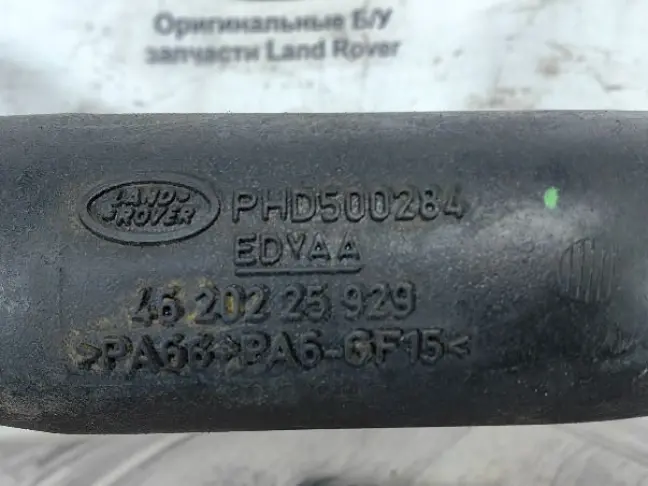 Оригинальные Б/У
запчасти Land Rover
LAND
ROVER
PHD500284
EDYAA
46 202 25 929
>PA66>PA6-GF15<